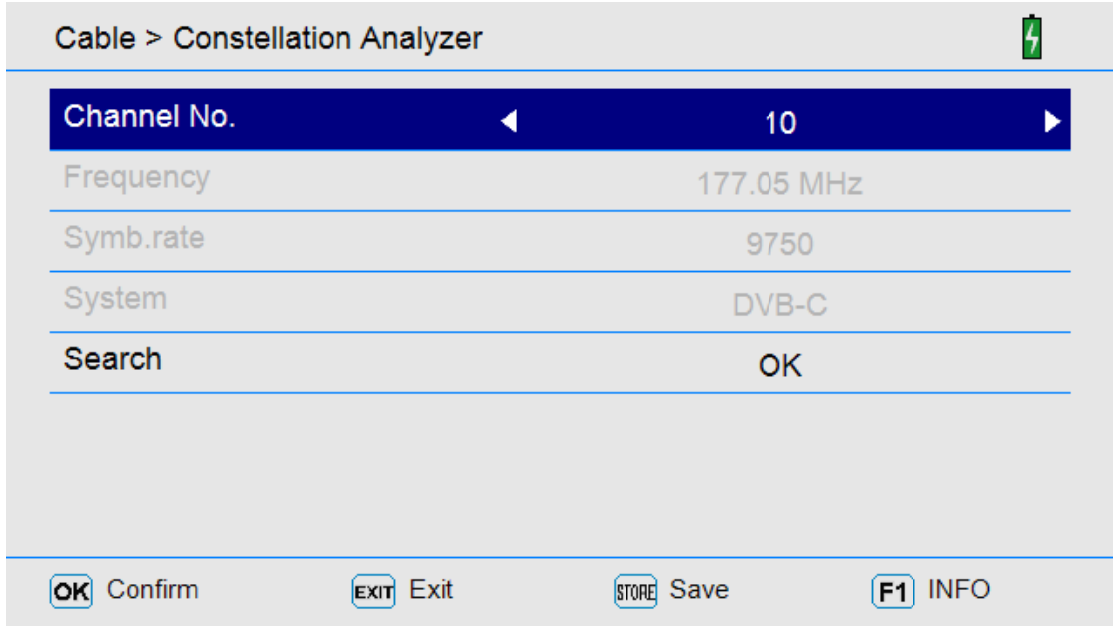 Cable > Constellation Analyzer
Channel No. 10
Frequency 177.05 MHz
Symb.rate 9750
System DVB-C
Search OK
OK Confirm EXIT Exit STORE Save F1 INFO